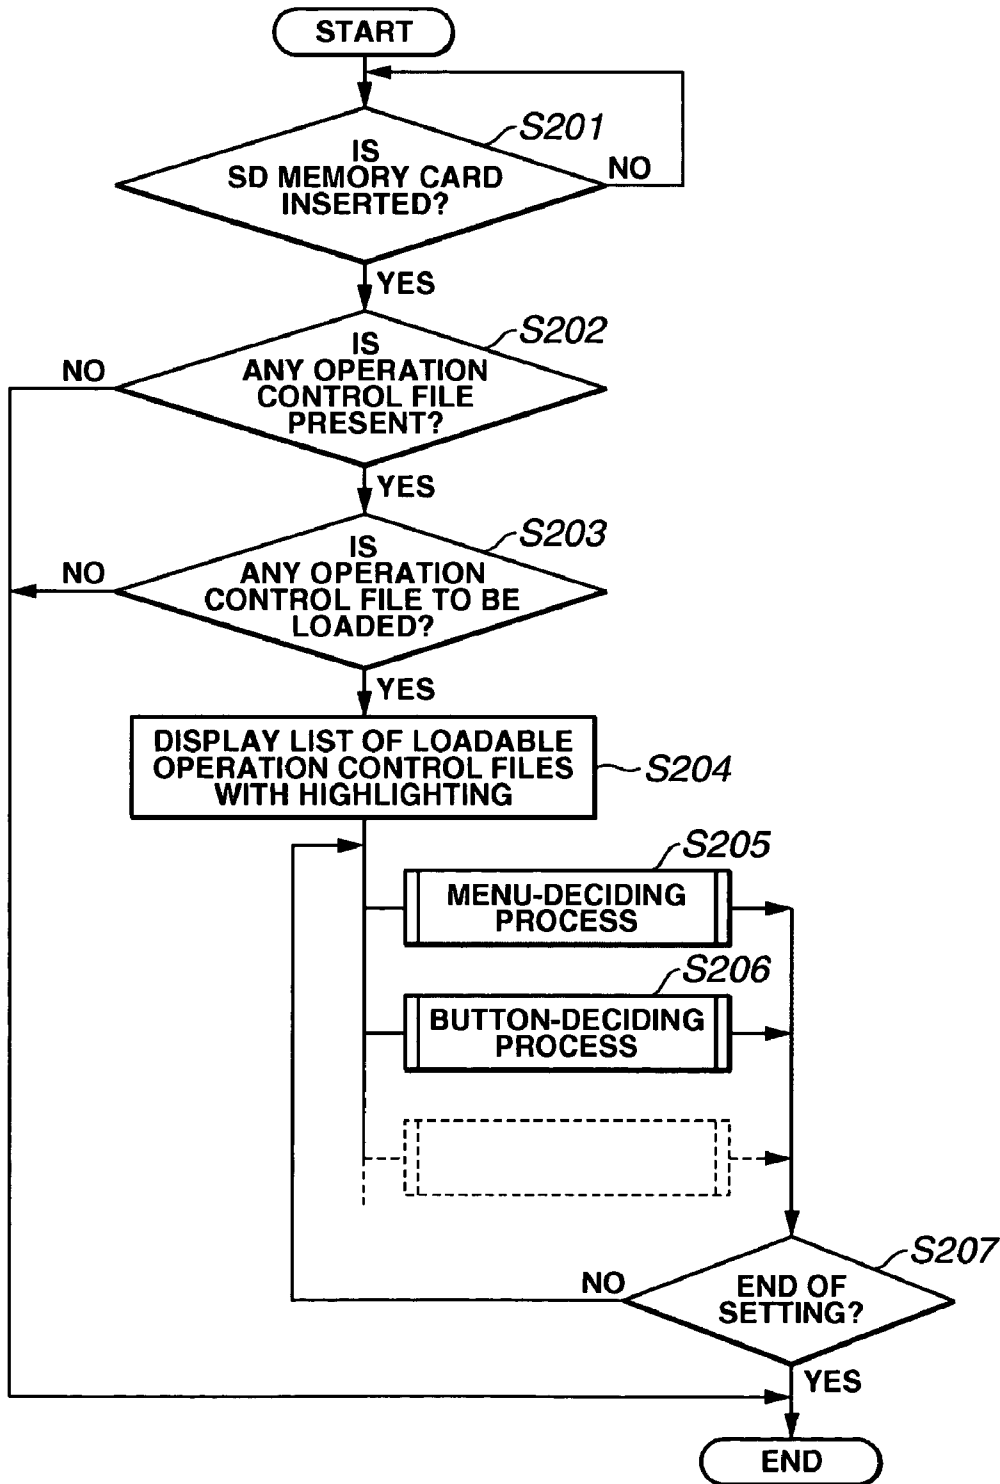 START
S201
IS
SD MEMORY CARD
INSERTED?
NO
YES
S202
IS
ANY OPERATION
CONTROL FILE
PRESENT?
NO
YES
S203
IS
ANY OPERATION
CONTROL FILE TO BE
LOADED?
NO
YES
DISPLAY LIST OF LOADABLE
OPERATION CONTROL FILES
WITH HIGHLIGHTING
S204
S205
MENU-DECIDING
PROCESS
S206
BUTTON-DECIDING
PROCESS
S207
NO
END OF
SETTING?
YES
END